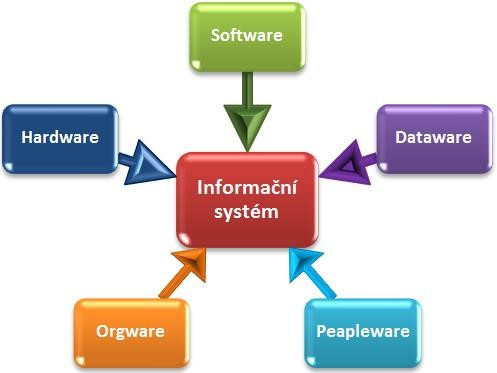 Software
Hardware
Dataware
Informační
systém
Orgware
Peapleware